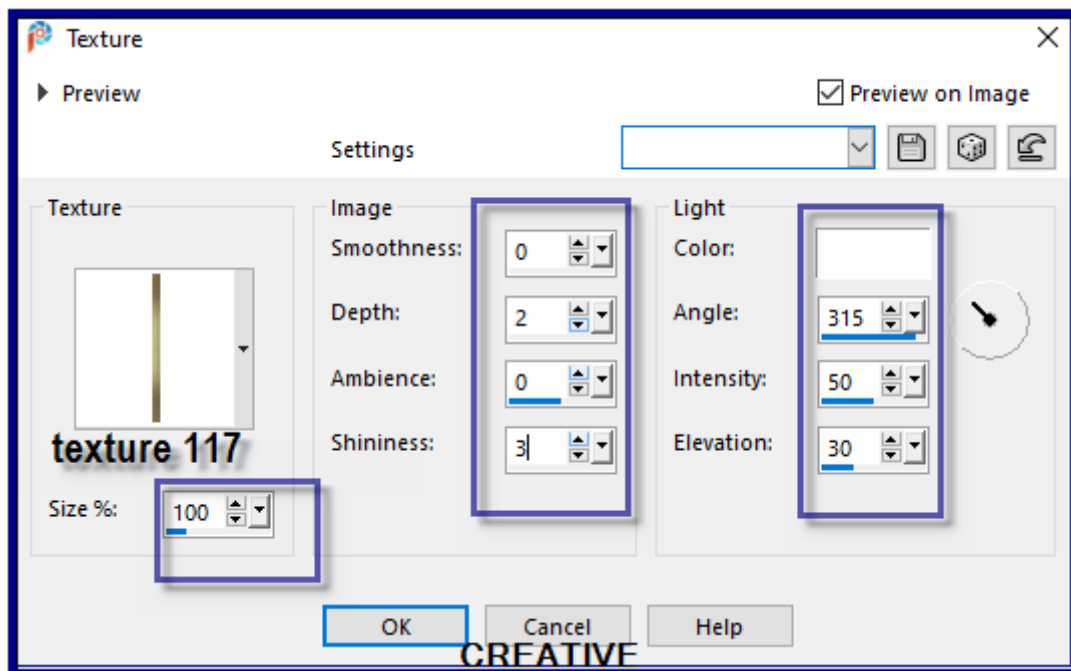 Texture
Preview
Preview on Image
Settings
Texture
texture 117
Size %: 100
Image
Smoothness: 0
Depth: 2
Ambience: 0
Shininess: 3
Light
Color:
Angle: 315
Intensity: 50
Elevation: 30
OK Cancel Help
CREATIVE